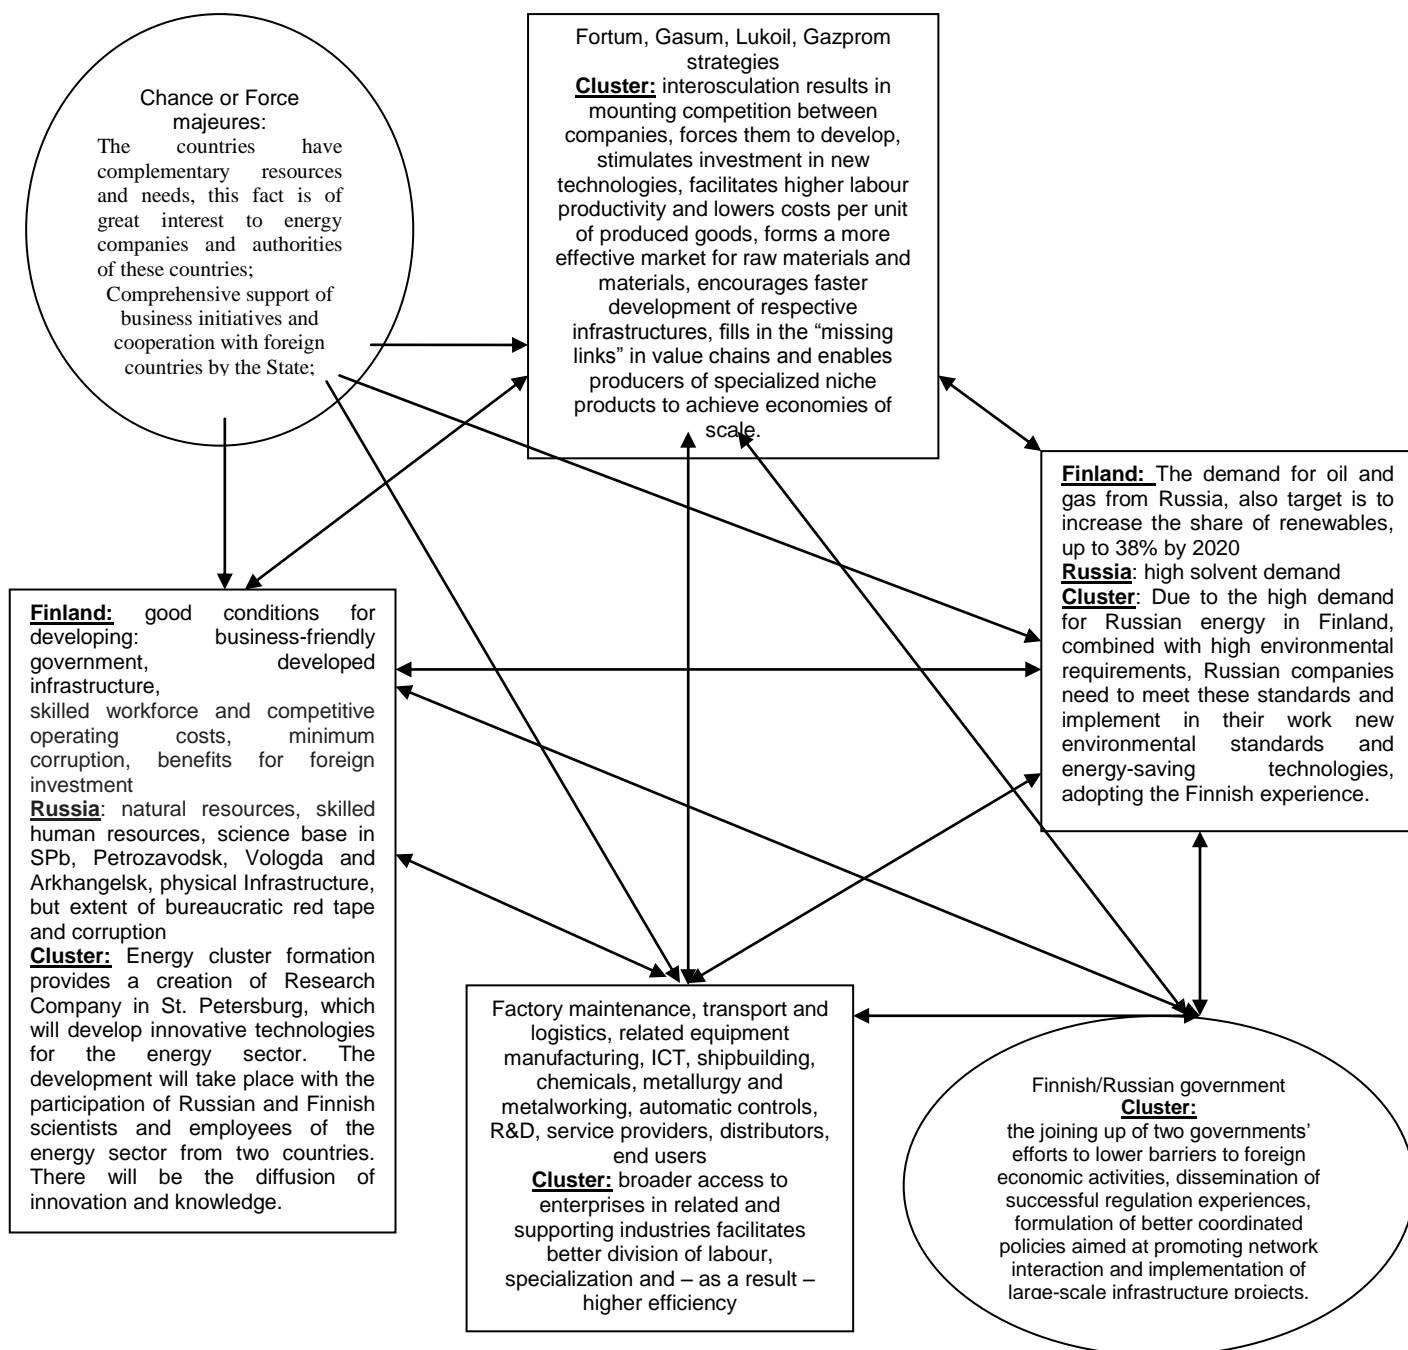 Chance or Force
majeures:
The countries have
complementary resources
and needs, this fact is of
great interest to energy
companies and authorities
of these countries;
Comprehensive support of
business initiatives and
cooperation with foreign
countries by the State;
Fortum, Gasum, Lukoil, Gazprom
strategies
Cluster: interosculation results in
mounting competition between
companies, forces them to develop,
stimulates investment in new
technologies, facilitates higher labour
productivity and lowers costs per unit
of produced goods, forms a more
effective market for raw materials and
materials, encourages faster
development of respective
infrastructures, fills in the “missing
links” in value chains and enables
producers of specialized niche
products to achieve economies of
scale.
Finland: The demand for oil and
gas from Russia, also target is to
increase the share of renewables,
up to 38% by 2020
Russia: high solvent demand
Cluster: Due to the high demand
for Russian energy in Finland,
combined with high environmental
requirements, Russian companies
need to meet these standards and
implement in their work new
environmental standards and
energy-saving technologies,
adopting the Finnish experience.
Finland: good conditions for
developing: business-friendly
government, developed
infrastructure,
skilled workforce and competitive
operating costs, minimum
corruption, benefits for foreign
investment
Russia: natural resources, skilled
human resources, science base in
SPb, Petrozavodsk, Vologda and
Arkhangelsk, physical Infrastructure,
but extent of bureaucratic red tape
and corruption
Cluster: Energy cluster formation
provides a creation of Research
Company in St. Petersburg, which
will develop innovative technologies
for the energy sector. The
development will take place with the
participation of Russian and Finnish
scientists and employees of the
energy sector from two countries.
There will be the diffusion of
innovation and knowledge.
Factory maintenance, transport and
logistics, related equipment
manufacturing, ICT, shipbuilding,
chemicals, metallurgy and
metalworking, automatic controls,
R&D, service providers, distributors,
end users
Cluster: broader access to
enterprises in related and
supporting industries facilitates
better division of labour,
specialization and – as a result –
higher efficiency
Finnish/Russian government
Cluster:
the joining up of two governments’
efforts to lower barriers to foreign
economic activities, dissemination of
successful regulation experiences,
formulation of better coordinated
policies aimed at promoting network
interaction and implementation of
large-scale infrastructure projects.